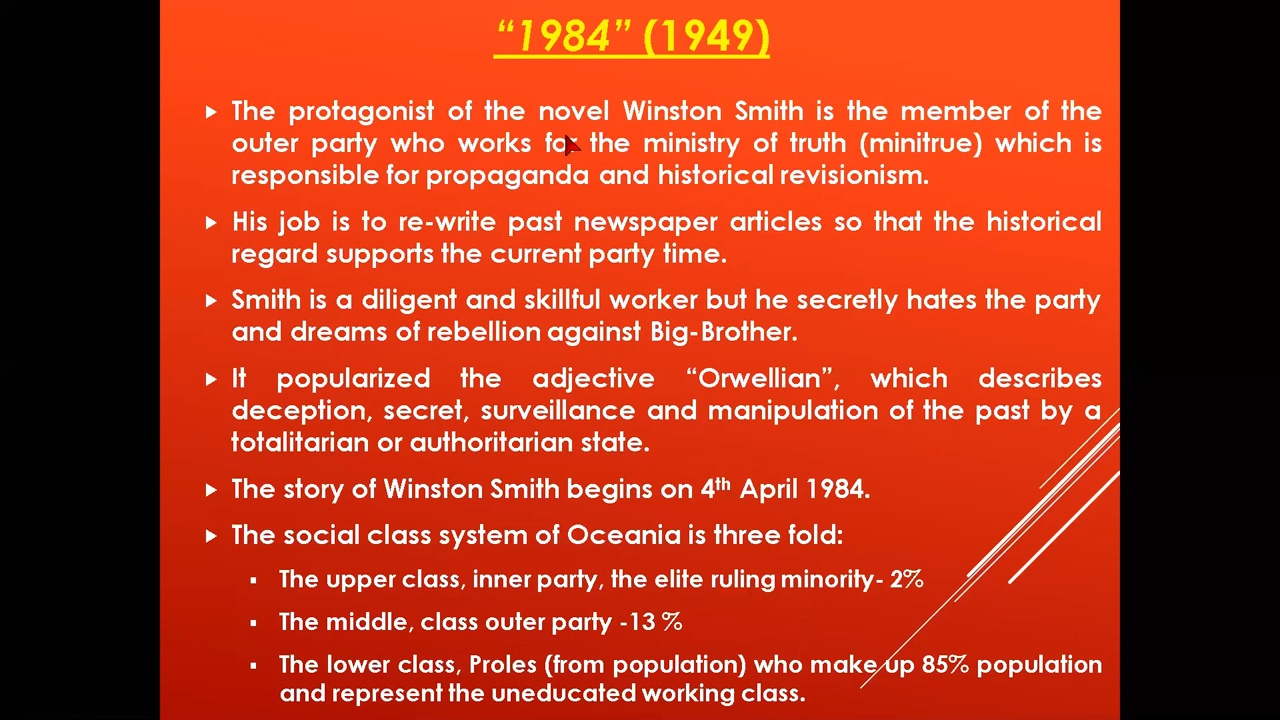 “1984” (1949)
The protagonist of the novel Winston Smith is the member of the
outer party who works for the ministry of truth (minitrue) which is
responsible for propaganda and historical revisionism.
His job is to re-write past newspaper articles so that the historical
regard supports the current party time.
Smith is a diligent and skillful worker but he secretly hates the party
and dreams of rebellion against Big-Brother.
It popularized the adjective “Orwellian”, which describes
deception, secret, surveillance and manipulation of the past by a
totalitarian or authoritarian state.
The story of Winston Smith begins on 4th April 1984.
The social class system of Oceania is three fold:
The upper class, inner party, the elite ruling minority- 2%
The middle, class outer party -13 %
The lower class, Proles (from population) who make up 85% population
and represent the uneducated working class.